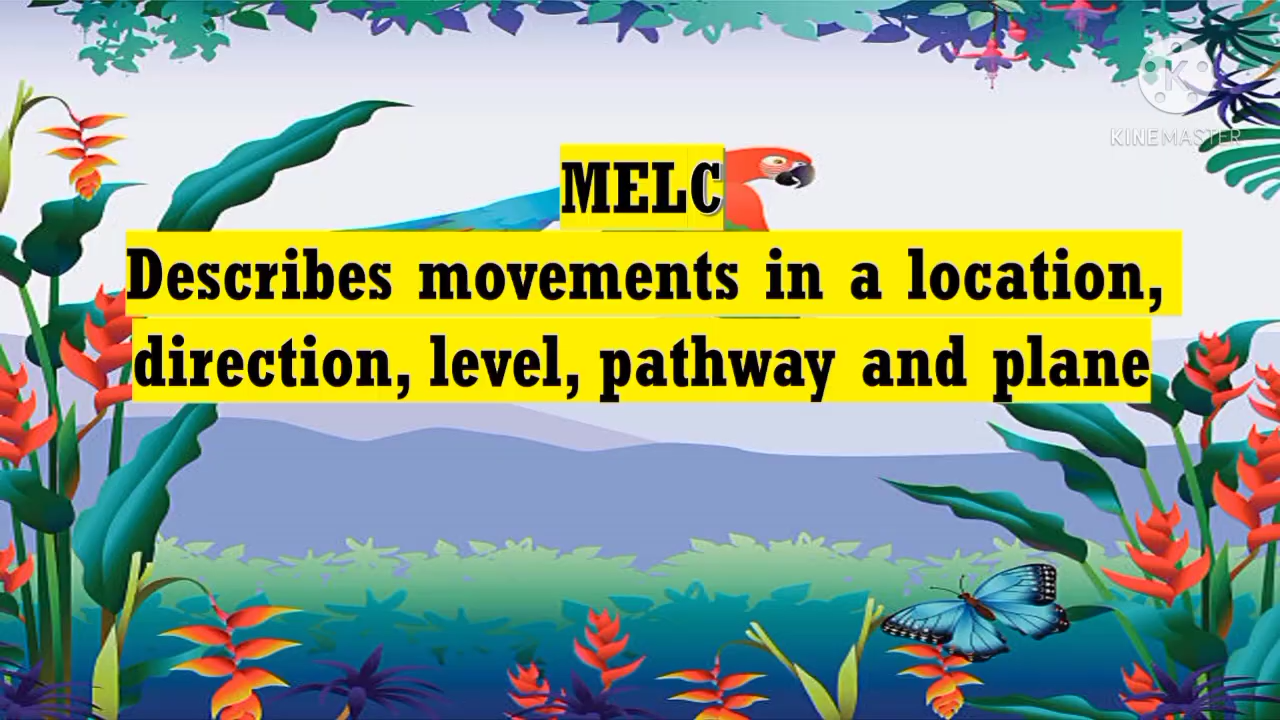 K
KINEMASTER
MELC
Describes movements in a location,
direction, level, pathway and plane